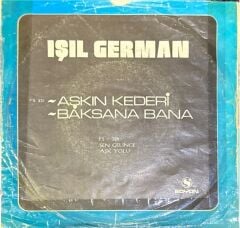 IŞIL GERMAN
~AŞKIN KEDERİ
~BAKSANA BANA
SEN GELİNCE
AŞK YOLU